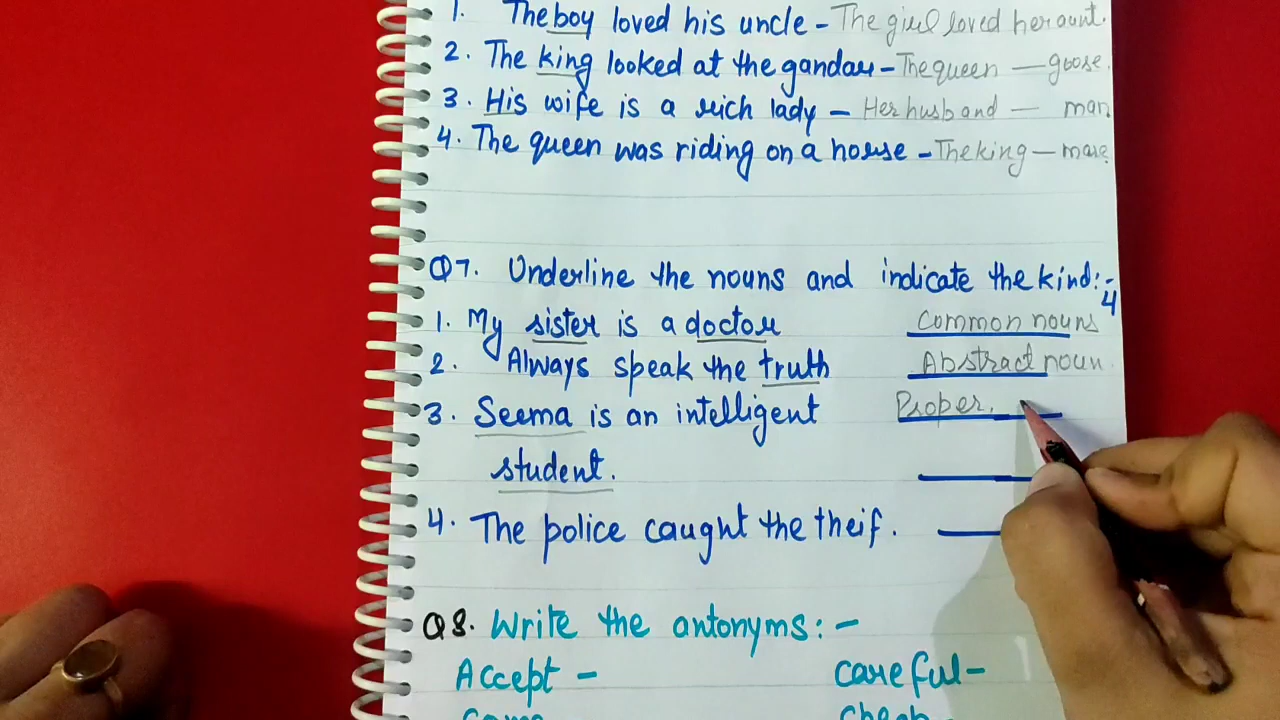 1. The boy loved his uncle - The girl loved her aunt.
2. The king looked at the gandar - The queen — goose.
3. His wife is a rich lady - Her husband — man
4. The queen was riding on a horse - The king — mare
Q7. Underline the nouns and indicate the kind:- 4
1. My sister is a doctor Common nouns
2. Always speak the truth Abstract noun.
3. Seema is an intelligent Proper.
student.
4. The police caught the theif.
Q8. Write the antonyms:-
Accept - Careful-